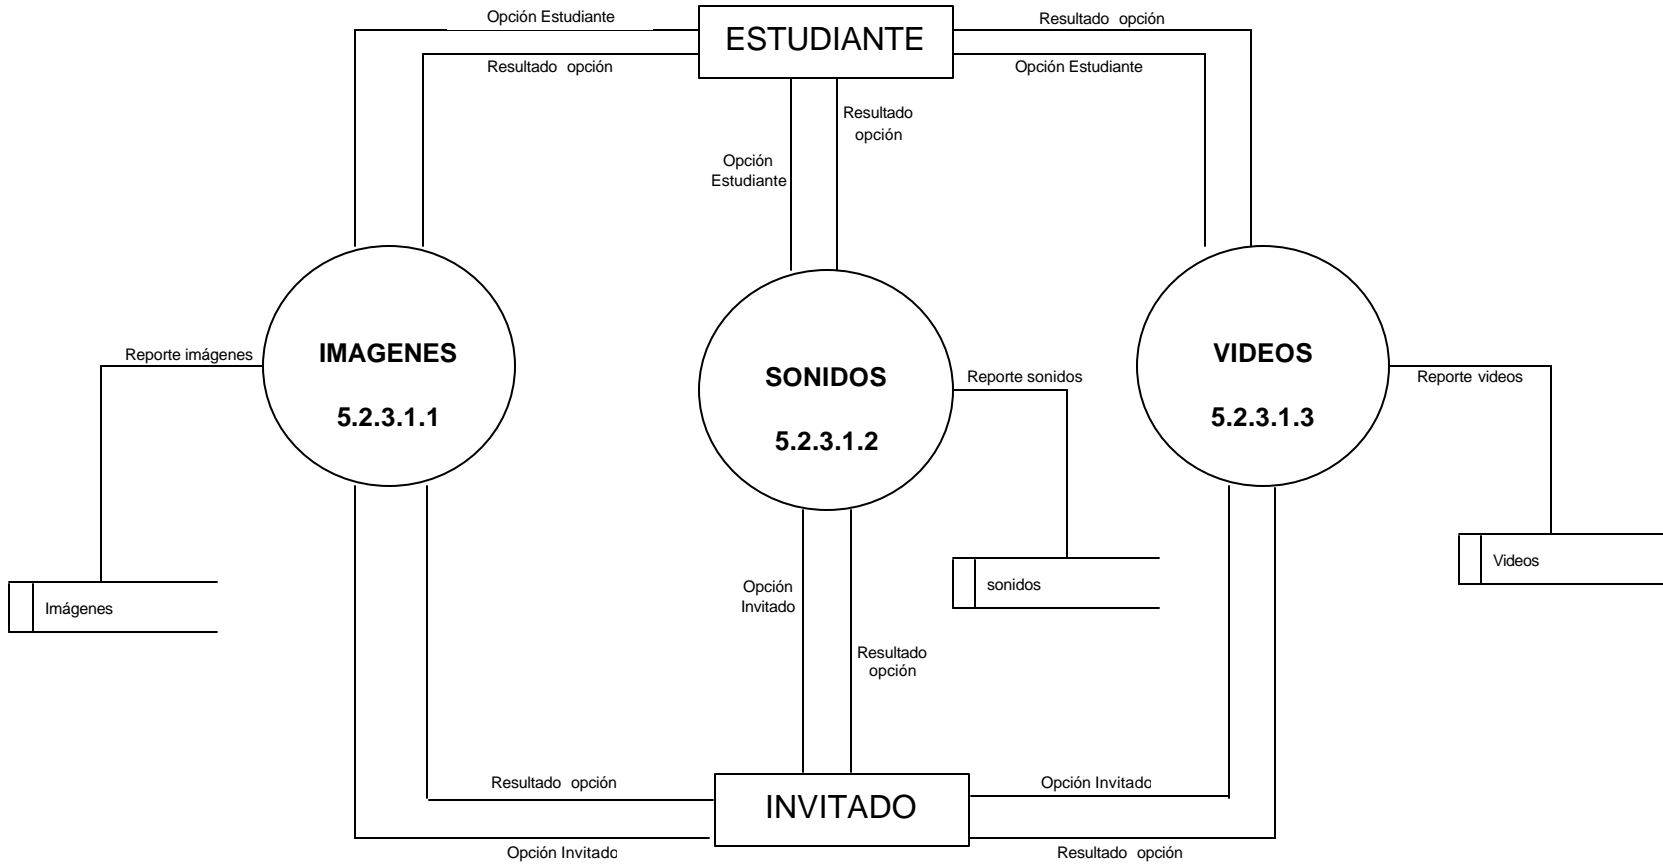 Opción Estudiante
ESTUDIANTE
Resultado opción
Resultado opción
Opción Estudiante
Resultado
opción
Opción
Estudiante
Reporte imágenes
IMAGENES
5.2.3.1.1
SONIDOS
5.2.3.1.2
Reporte sonidos
VIDEOS
5.2.3.1.3
Reporte videos
Imágenes
sonidos
Videos
Opción
Invitado
Resultado
opción
Resultado opción
INVITADO
Opción Invitado
Opción Invitado
Resultado opción